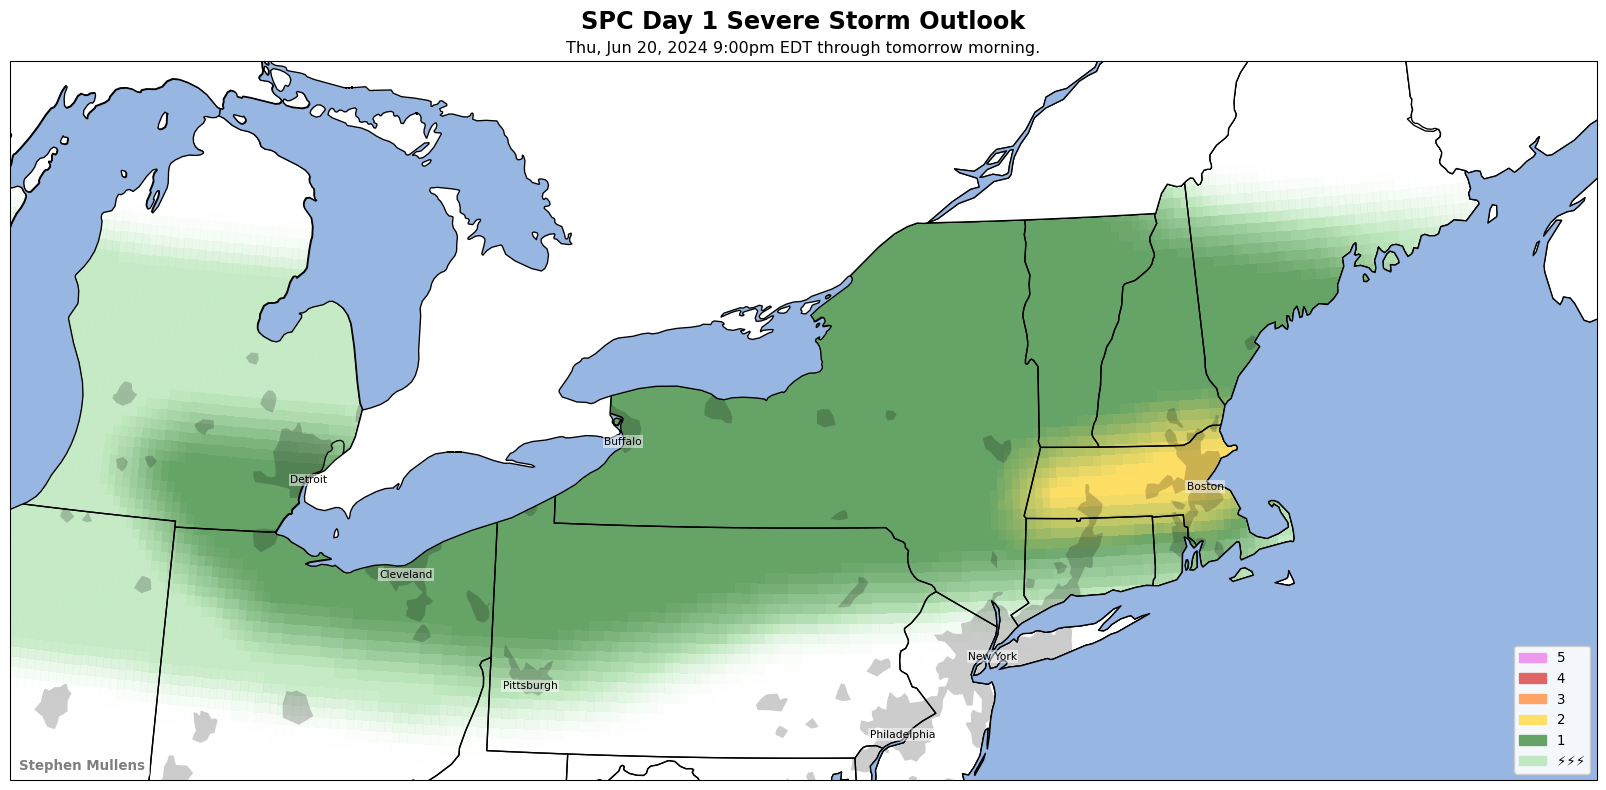 SPC Day 1 Severe Storm Outlook
Thu, Jun 20, 2024 9:00pm EDT through tomorrow morning.
Buffalo
Detroit
Boston
Cleveland
New York
Pittsburgh
Philadelphia
5
4
3
2
1
⚡⚡⚡
Stephen Mullens